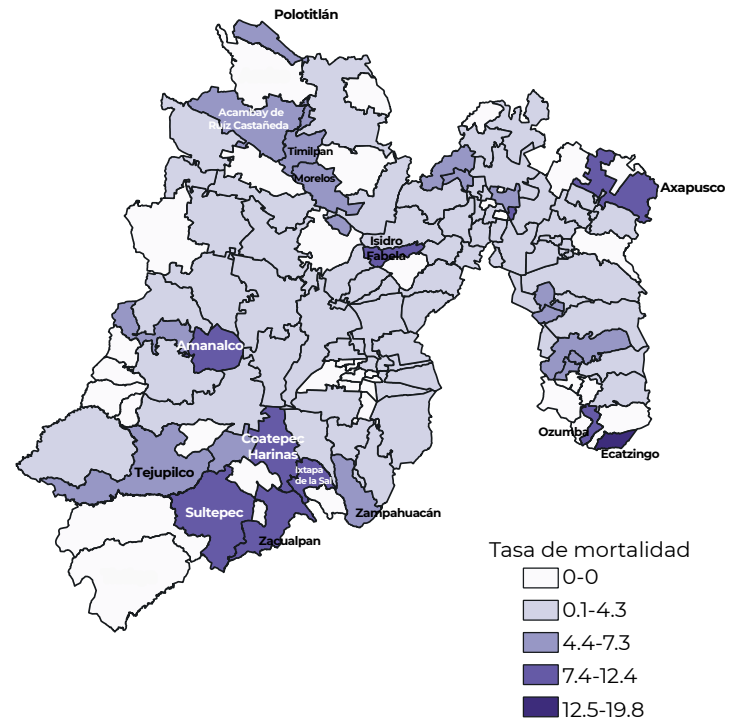 Polotitlán
Acambay de
Ruíz Castañeda
Timilpan
Morelos
Axapusco
Isidro
Fabela
Amanalco
Coatepec
Harinas
Ozumba
Ecatzingo
Tejupilco
Ixtapa
de la Sal
Sultepec
Zampahuacán
Zacualpan
Tasa de mortalidad
0-0
0.1-4.3
4.4-7.3
7.4-12.4
12.5-19.8